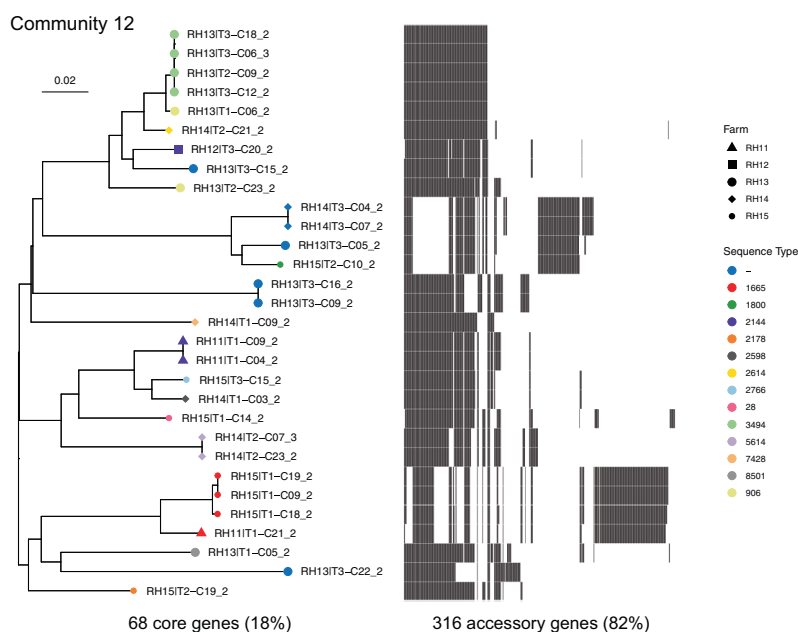 Community 12
0.02
RH13|T3-C18_2
RH13|T3-C06_3
RH13|T2-C09_2
RH13|T3-C12_2
RH13|T1-C06_2
RH14|T2-C21_2
RH12|T3-C20_2
RH13|T3-C15_2
RH13|T2-C23_2
RH14|T3-C04_2
RH14|T3-C07_2
RH13|T3-C05_2
RH15|T2-C10_2
RH13|T3-C16_2
RH13|T3-C09_2
RH14|T1-C09_2
RH11|T1-C09_2
RH11|T1-C04_2
RH15|T3-C15_2
RH14|T1-C03_2
RH15|T1-C14_2
RH14|T2-C07_3
RH14|T2-C23_2
RH15|T1-C19_2
RH15|T1-C09_2
RH15|T1-C18_2
RH11|T1-C21_2
RH13|T1-C05_2
RH13|T3-C22_2
RH15|T2-C19_2
68 core genes (18%)
316 accessory genes (82%)
Farm
RH11
RH12
RH13
RH14
RH15
Sequence Type
–
1665
1800
2144
2178
2598
2614
2766
28
3494
5614
7428
8501
906